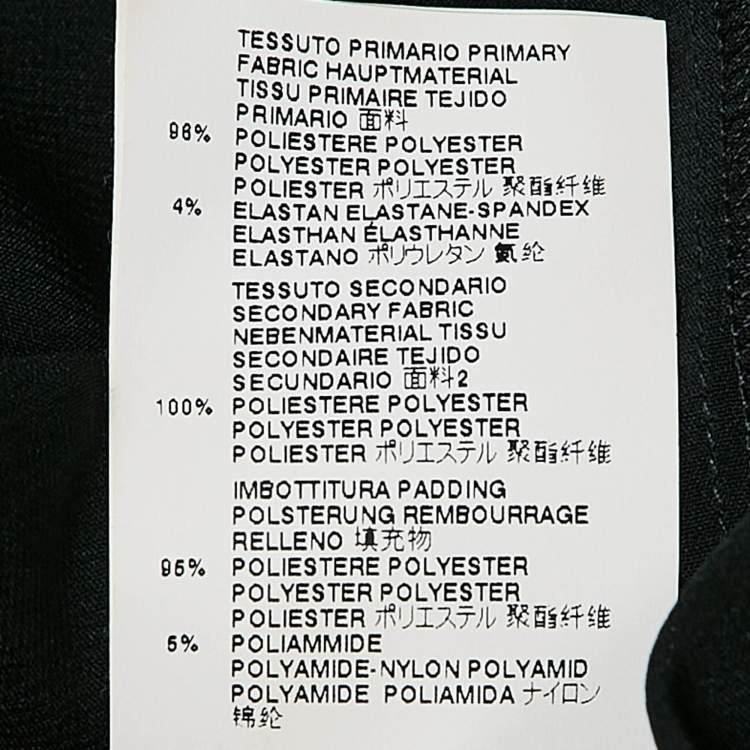 TESSUTO PRIMARIO PRIMARY
FABRIC HAUPTMATERIAL
TISSU PRIMAIRE TEJIDO
PRIMARIO 面料
96% POLIESTERE POLYESTER
POLYESTER POLYESTER
POLIESTER ポリエステル 聚酯纤维
4% ELASTAN ELASTANE-SPANDEX
ELASTHAN ÉLASTHANNE
ELASTANO ポリウレタン 氨纶
TESSUTO SECONDARIO
SECONDARY FABRIC
NEBENMATERIAL TISSU
SECONDAIRE TEJIDO
SECUNDARIO 面料2
100% POLIESTERE POLYESTER
POLYESTER POLYESTER
POLIESTER ポリエステル 聚酯纤维
IMBOTTITURA PADDING
POLSTERUNG REMBOURRAGE
RELLENO 填充物
95% POLIESTERE POLYESTER
POLYESTER POLYESTER
POLIESTER ポリエステル 聚酯纤维
5% POLIAMMIDE
POLYAMIDE-NYLON POLYAMID
POLYAMIDE POLIAMIDA ナイロン
锦纶